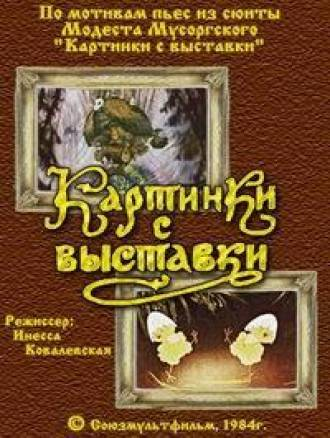 По мотивам пьес из сюиты
Модеста Мусоргского
"Картинки с выставки"
Картинки
с
выставки
Режиссер:
Инесса
Ковалевская
© Союзмультфильм, 1984г.